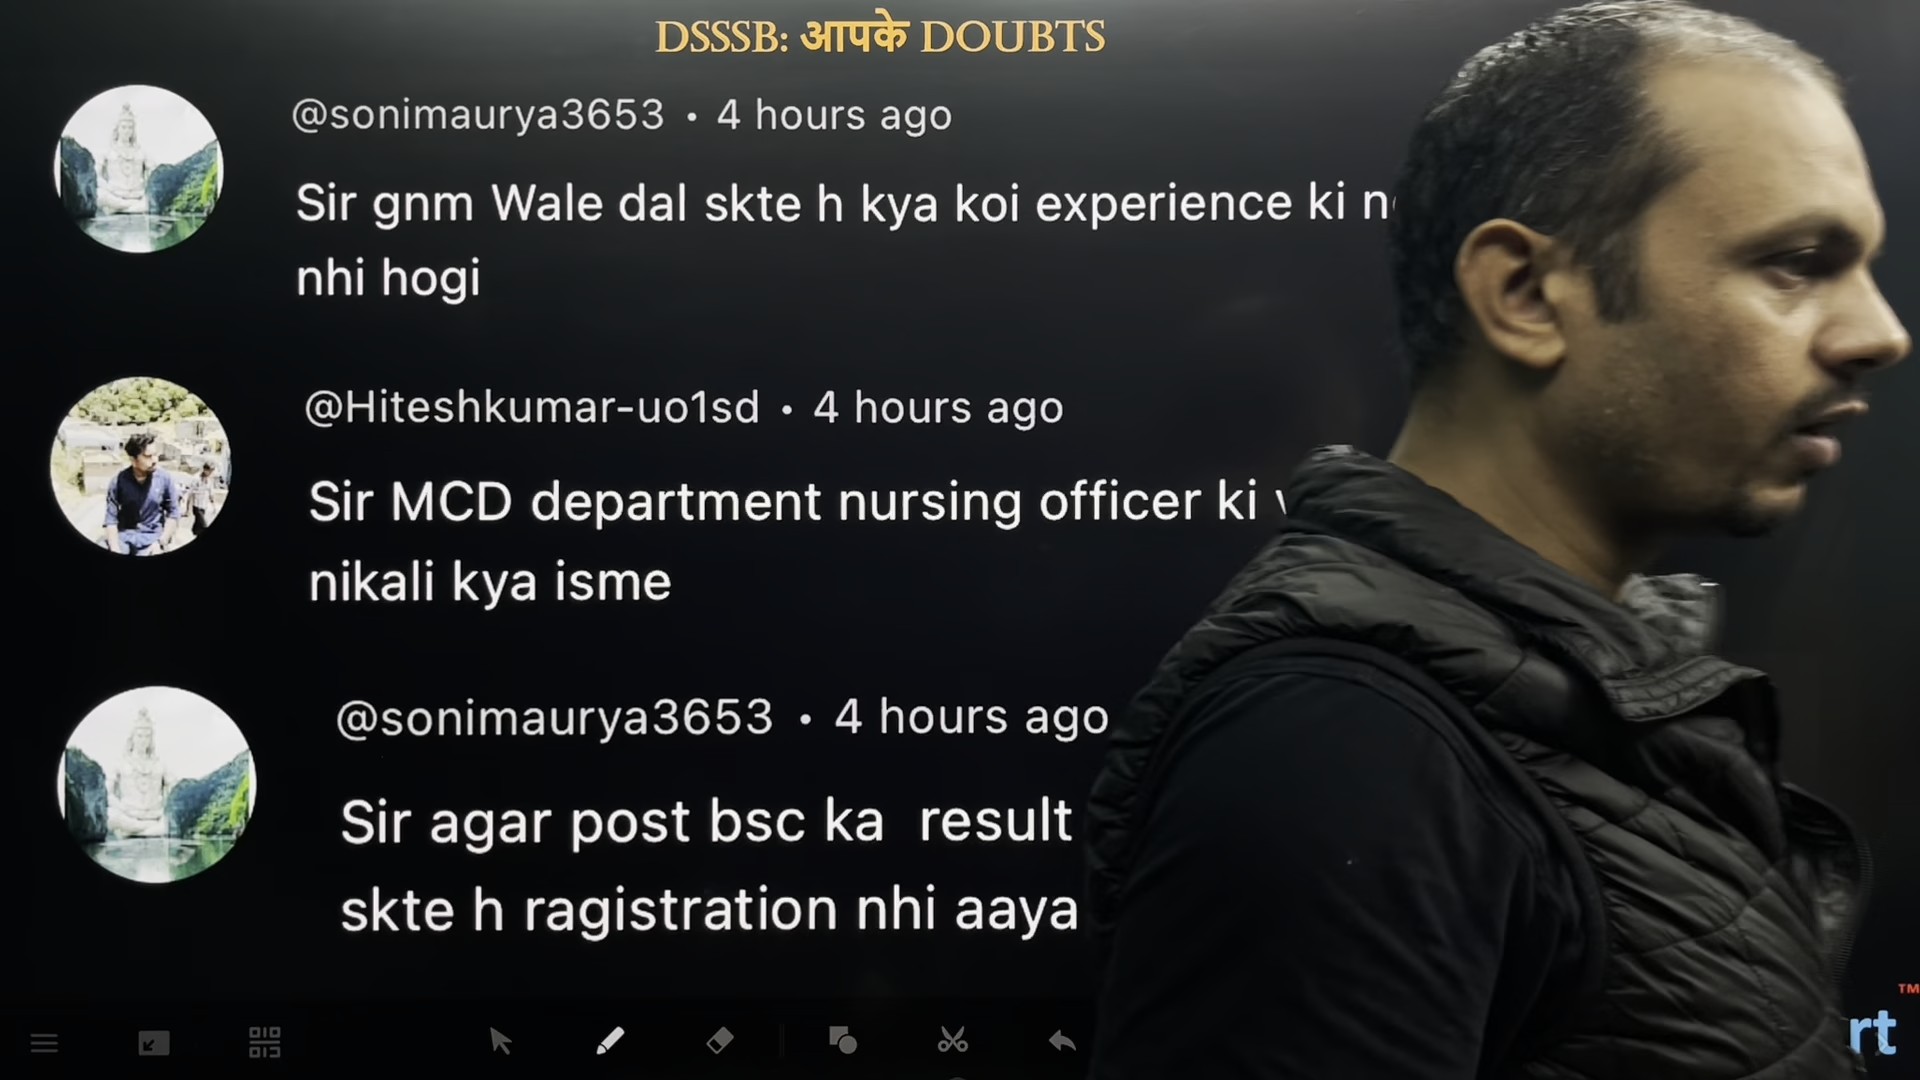 DSSSB: आपके DOUBTS
@sonimaurya3653 • 4 hours ago
Sir gnm Wale dal skte h kya koi experience ki
nhi hogi
@Hiteshkumar-uo1sd • 4 hours ago
Sir MCD department nursing officer ki
nikali kya isme
@sonimaurya3653 • 4 hours ago
Sir agar post bsc ka result
skte h ragistration nhi aaya
TM
rt